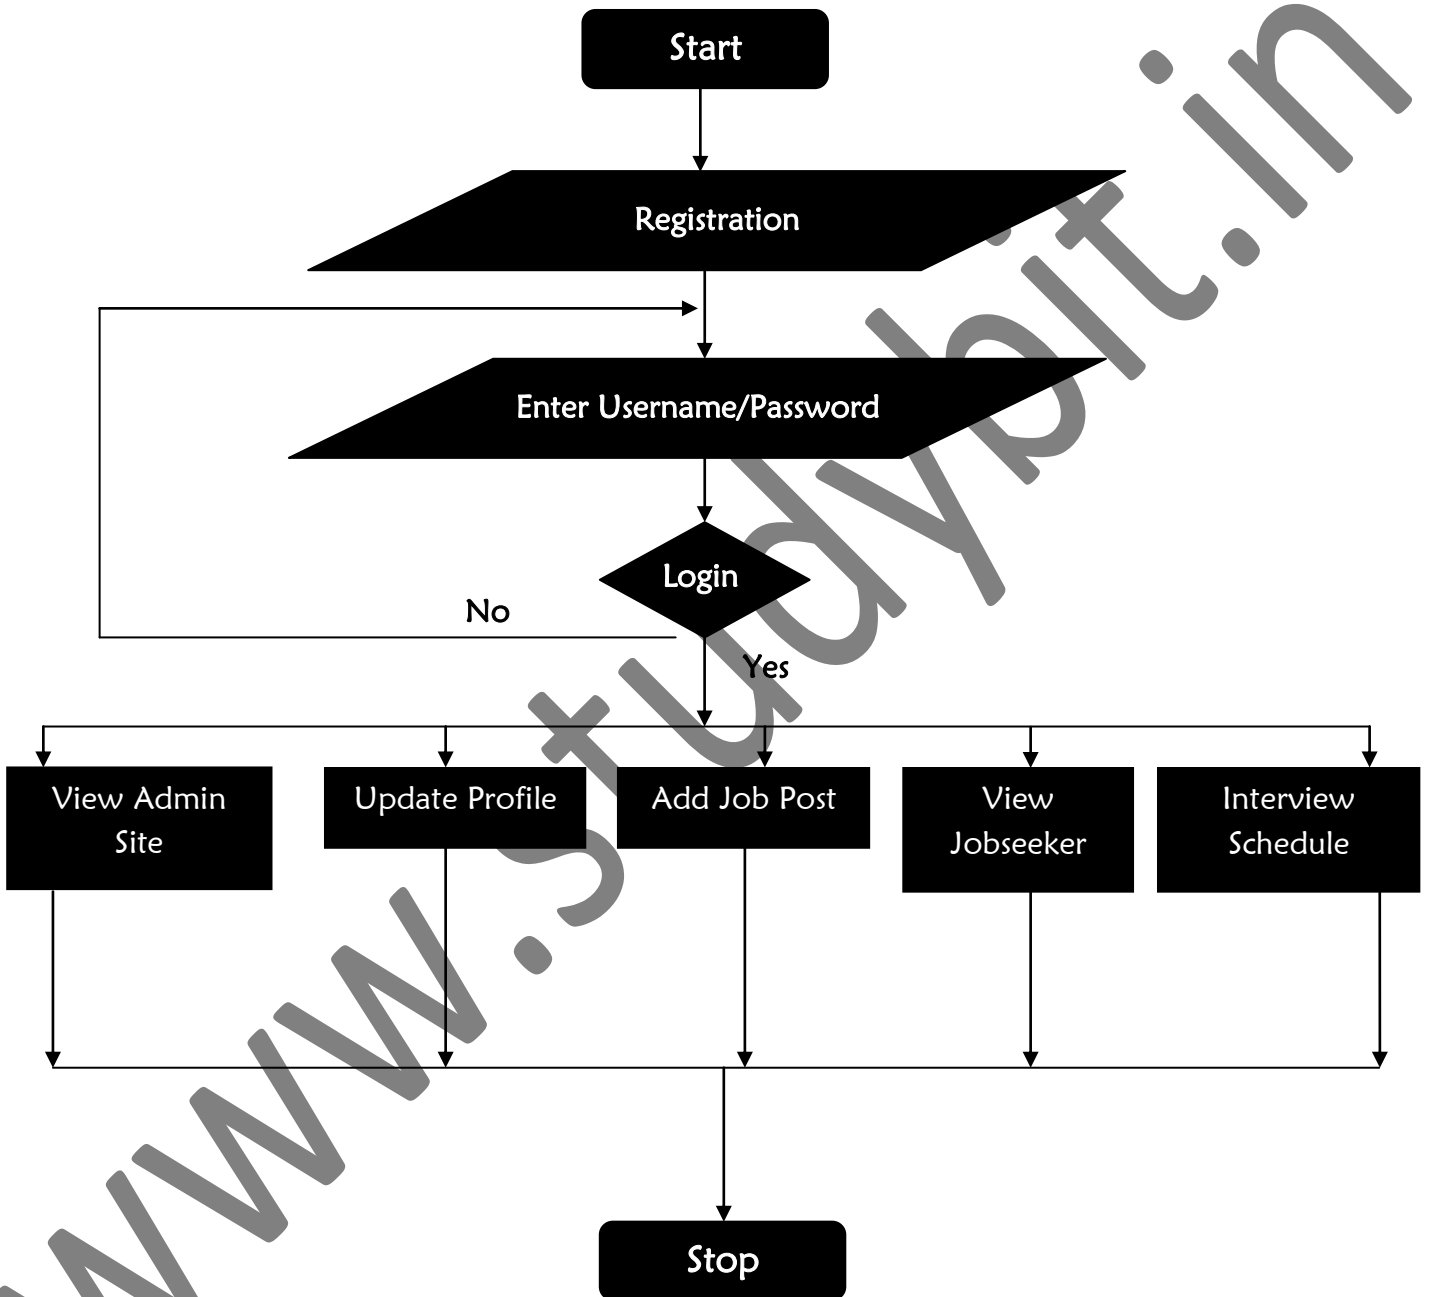 Start
Registration
Enter Username/Password
Login
No
Yes
View Admin
Site
Update Profile
Add Job Post
View
Jobseeker
Interview
Schedule
Stop
www.studybit.in